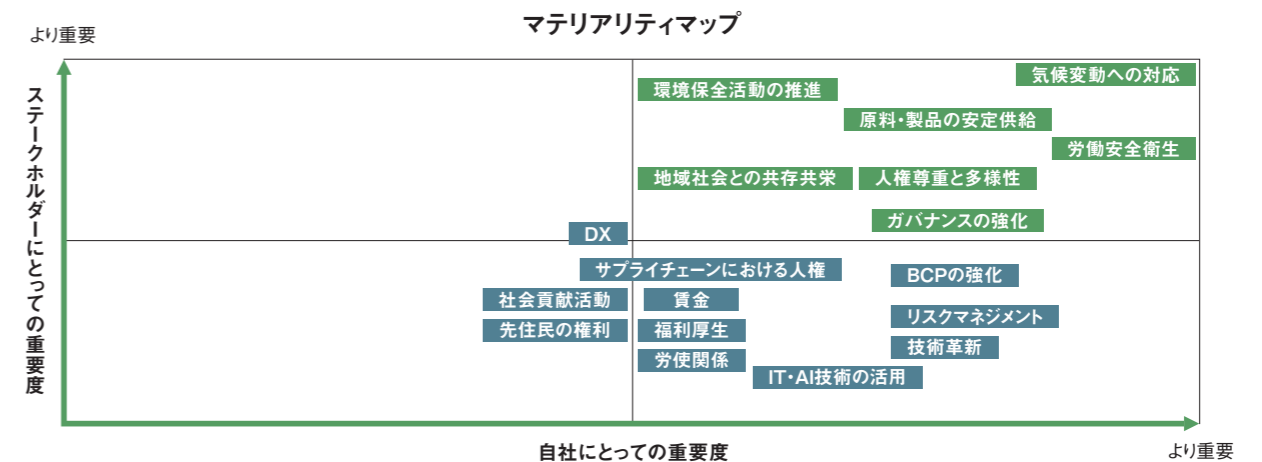 マテリアリティマップ
より重要
ステークホルダーにとっての重要度
気候変動への対応
環境保全活動の推進
原料・製品の安定供給
労働安全衛生
地域社会との共存共栄
人権尊重と多様性
ガバナンスの強化
DX
サプライチェーンにおける人権
BCPの強化
社会貢献活動
賃金
リスクマネジメント
先住民の権利
福利厚生
技術革新
労使関係
IT・AI技術の活用
自社にとっての重要度
より重要